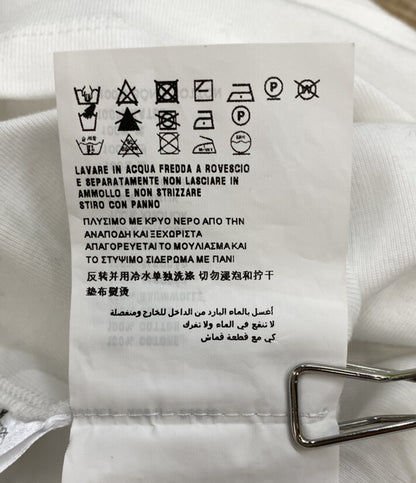 LAVARE IN ACQUA FREDDA A ROVESCIO
E SEPARATAMENTE NON LASCIARE IN
AMMOLLO E NON STRIZZARE
STIRO CON PANNO
ΠΛΥΣΙΜΟ ΜΕ ΚΡΥΟ ΝΕΡΟ ΑΠΟ ΤΗΝ
ΑΝΑΠΟΔΗ ΚΑΙ ΞΕΧΩΡΙΣΤΑ
ΑΠΑΓΟΡΕΥΕΤΑΙ ΤΟ ΜΟΥΛΙΑΣΜΑ ΚΑΙ
ΤΟ ΣΤΥΨΙΜΟ ΣΙΔΕΡΩΜΑ ΜΕ ΠΑΝΙ
反转并用冷水单独洗涤 切勿浸泡和拧干
垫布熨烫
أغسل بالماء البارد من الداخل للخارج ومنفصلة
لا تنقع في الماء ولا تفرك
كي مع قطعة قماش